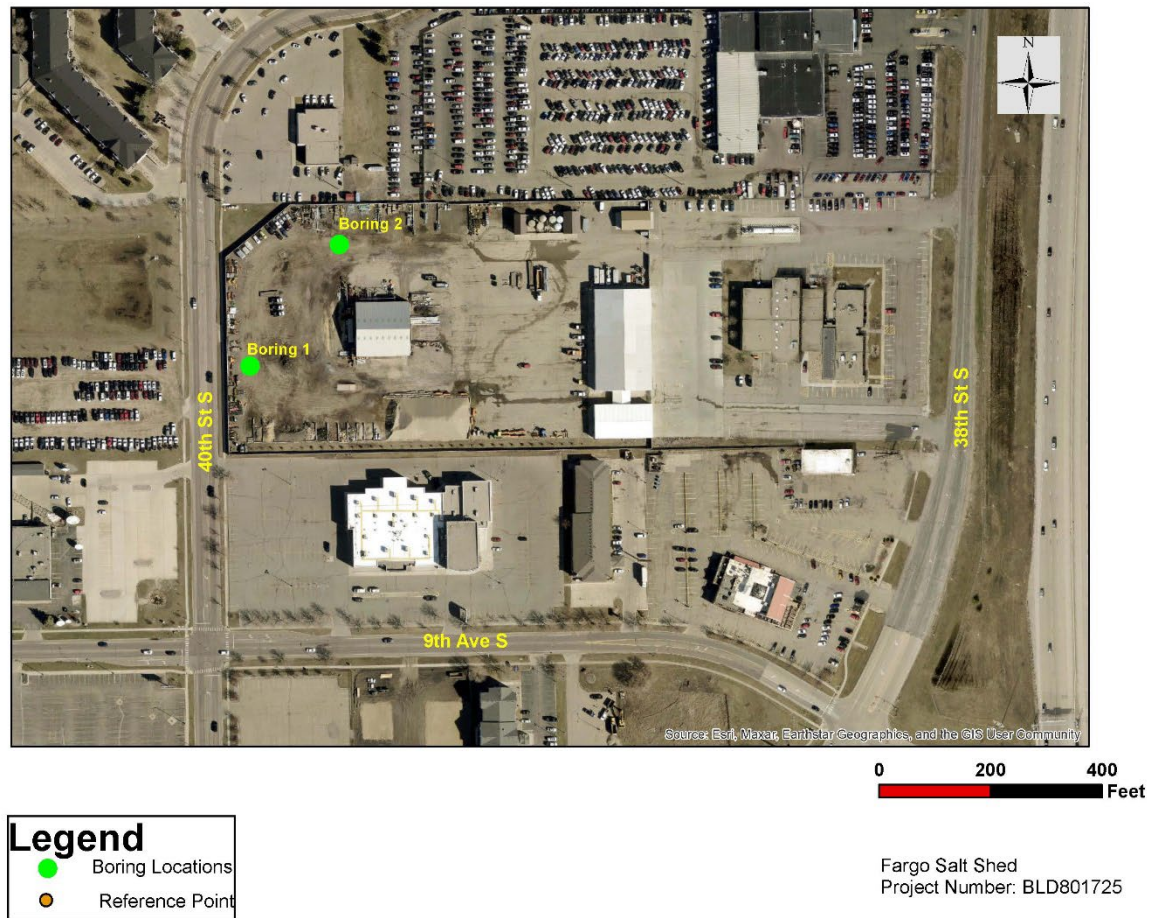 N
Boring 2
Boring 1
40th St S
38th St S
9th Ave S
Source: Esri, Maxar, Earthstar Geographics, and the GIS User Community
0 200 400
Feet
Legend
Boring Locations
Reference Point
Fargo Salt Shed
Project Number: BLD801725